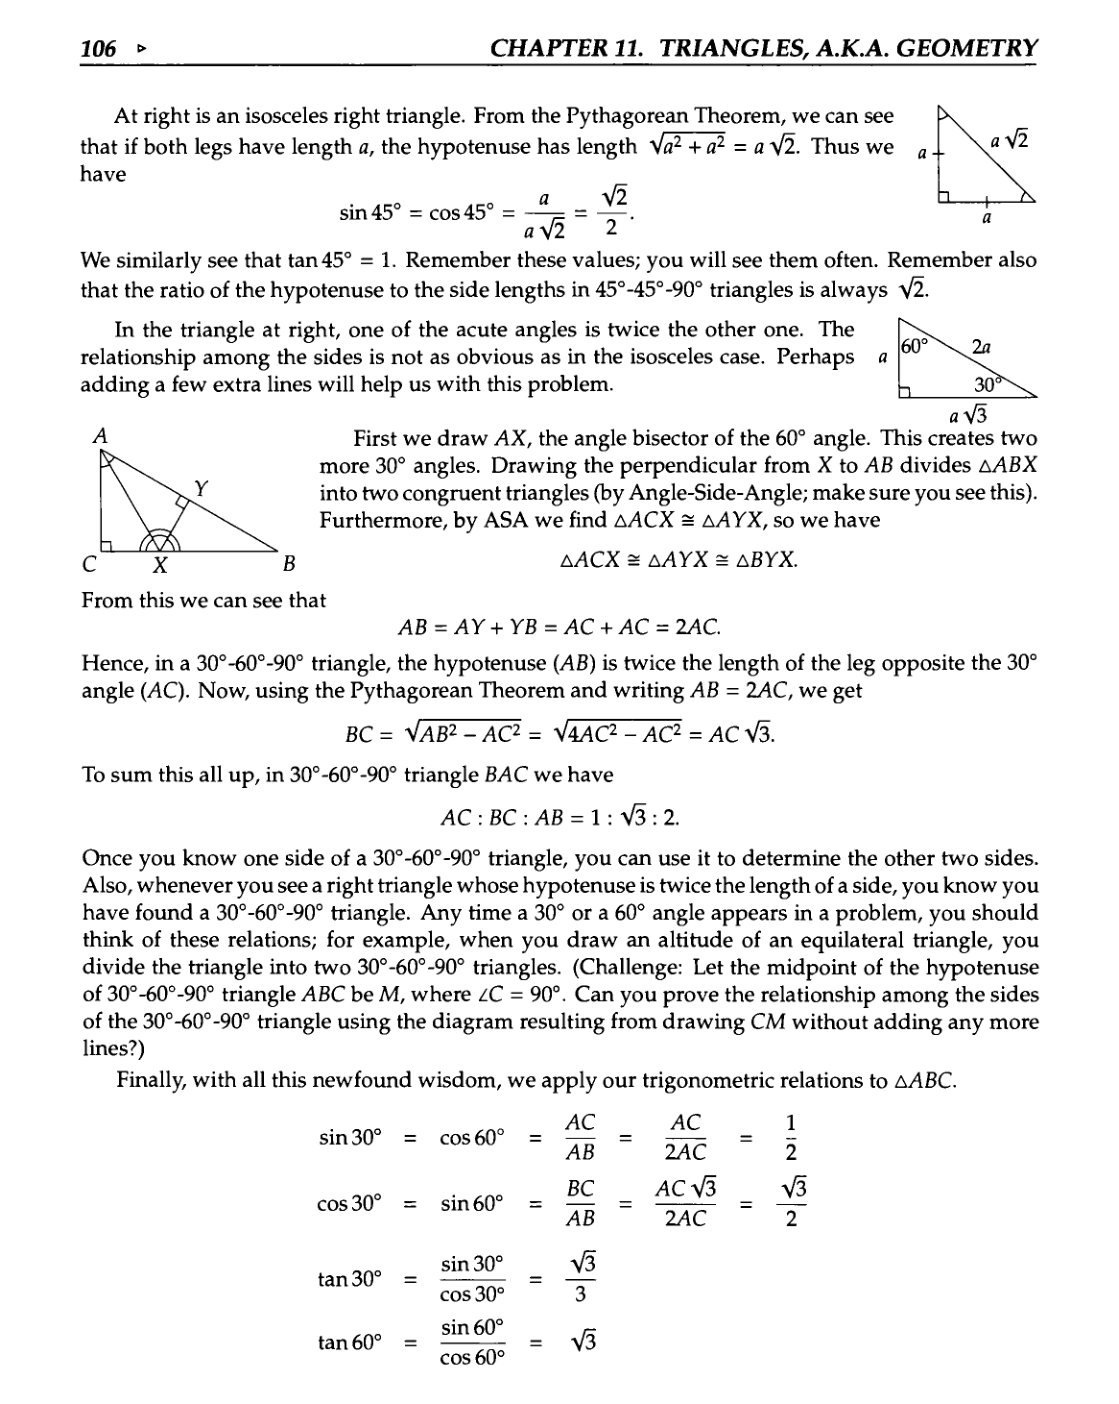 106 ▷ CHAPTER 11. TRIANGLES, A.K.A. GEOMETRY
At right is an isosceles right triangle. From the Pythagorean Theorem, we can see
that if both legs have length a, the hypotenuse has length √(a² + a²) = a √2. Thus we
have
a
a √2
a
sin 45° = cos 45° = a/(a √2) = √2/2.
We similarly see that tan 45° = 1. Remember these values; you will see them often. Remember also
that the ratio of the hypotenuse to the side lengths in 45°-45°-90° triangles is always √2.
In the triangle at right, one of the acute angles is twice the other one. The
relationship among the sides is not as obvious as in the isosceles case. Perhaps
adding a few extra lines will help us with this problem.
a
60°
2a
30°
a √3
A
Y
C
X
B
First we draw AX, the angle bisector of the 60° angle. This creates two
more 30° angles. Drawing the perpendicular from X to AB divides △ABX
into two congruent triangles (by Angle-Side-Angle; make sure you see this).
Furthermore, by ASA we find △ACX ≅ △AYX, so we have
△ACX ≅ △AYX ≅ △BYX.
From this we can see that
AB = AY + YB = AC + AC = 2AC.
Hence, in a 30°-60°-90° triangle, the hypotenuse (AB) is twice the length of the leg opposite the 30°
angle (AC). Now, using the Pythagorean Theorem and writing AB = 2AC, we get
BC = √(AB² − AC²) = √(4AC² − AC²) = AC √3.
To sum this all up, in 30°-60°-90° triangle BAC we have
AC : BC : AB = 1 : √3 : 2.
Once you know one side of a 30°-60°-90° triangle, you can use it to determine the other two sides.
Also, whenever you see a right triangle whose hypotenuse is twice the length of a side, you know you
have found a 30°-60°-90° triangle. Any time a 30° or a 60° angle appears in a problem, you should
think of these relations; for example, when you draw an altitude of an equilateral triangle, you
divide the triangle into two 30°-60°-90° triangles. (Challenge: Let the midpoint of the hypotenuse
of 30°-60°-90° triangle ABC be M, where ∠C = 90°. Can you prove the relationship among the sides
of the 30°-60°-90° triangle using the diagram resulting from drawing CM without adding any more
lines?)
Finally, with all this newfound wisdom, we apply our trigonometric relations to △ABC.
sin 30° = cos 60° = AC/AB = AC/2AC = 1/2
cos 30° = sin 60° = BC/AB = AC √3/2AC = √3/2
tan 30° = sin 30°/cos 30° = √3/3
tan 60° = sin 60°/cos 60° = √3